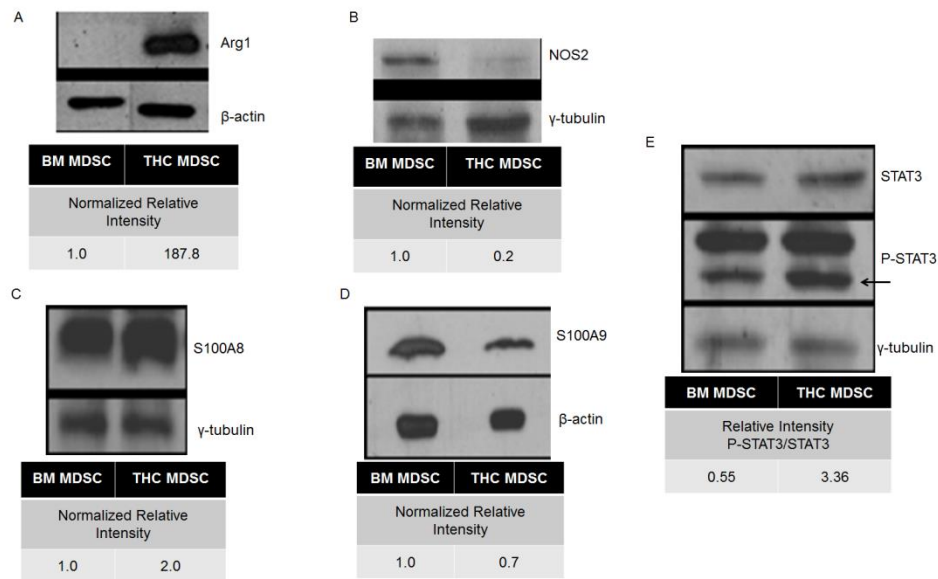 A
Arg1
β-actin
BM MDSC THC MDSC
Normalized Relative
Intensity
1.0 187.8
B
NOS2
γ-tubulin
BM MDSC THC MDSC
Normalized Relative
Intensity
1.0 0.2
C
S100A8
γ-tubulin
BM MDSC THC MDSC
Normalized Relative
Intensity
1.0 2.0
D
S100A9
β-actin
BM MDSC THC MDSC
Normalized Relative
Intensity
1.0 0.7
E
STAT3
P-STAT3
γ-tubulin
BM MDSC THC MDSC
Relative Intensity
P-STAT3/STAT3
0.55 3.36